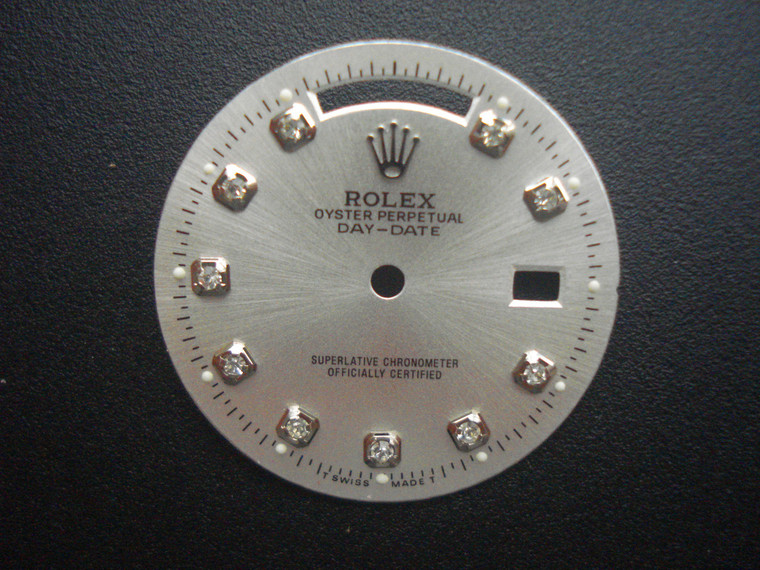 ROLEX
OYSTER PERPETUAL
DAY-DATE
SUPERLATIVE CHRONOMETER
OFFICIALLY CERTIFIED
T SWISS MADE T